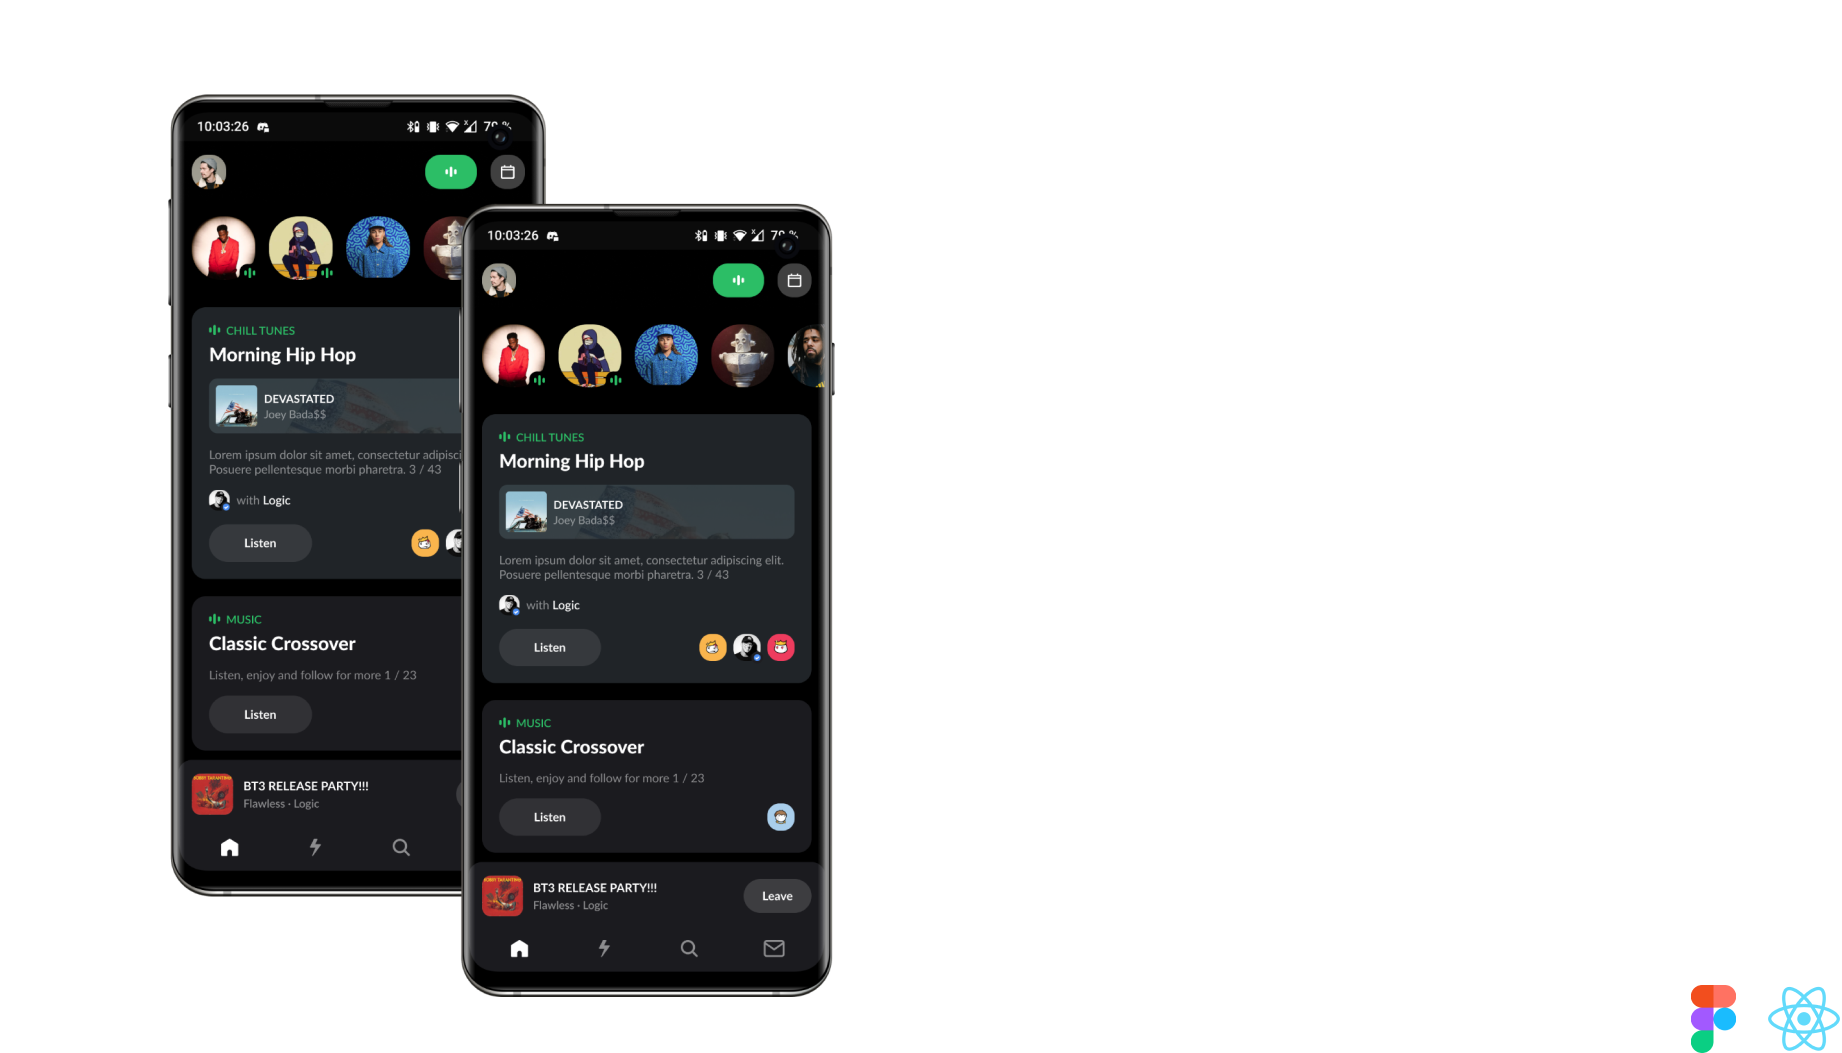 10:03:26
CHILL TUNES
Morning Hip Hop
DEVASTATED
Joey Bada$$
Lorem ipsum dolor sit amet, consectetur adipisci
Posuere pellentesque morbi pharetra. 3 / 43
with Logic
Listen
MUSIC
Classic Crossover
Listen, enjoy and follow for more 1 / 23
Listen
BT3 RELEASE PARTY!!!
Flawless · Logic
10:03:26
CHILL TUNES
Morning Hip Hop
DEVASTATED
Joey Bada$$
Lorem ipsum dolor sit amet, consectetur adipiscing elit.
Posuere pellentesque morbi pharetra. 3 / 43
with Logic
Listen
MUSIC
Classic Crossover
Listen, enjoy and follow for more 1 / 23
Listen
BT3 RELEASE PARTY!!!
Flawless · Logic
Leave